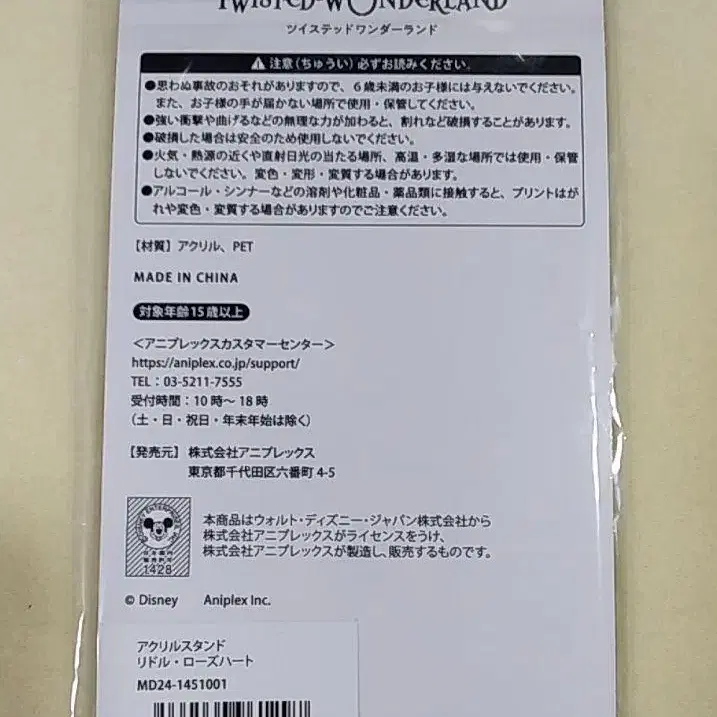 TWISTED-WONDERLAND
ツイステッドワンダーランド
注意(ちゅうい)必ずお読みください。
●思わぬ事故のおそれがありますので、6歳未満のお子様には与えないでください。
また、お子様の手が届かない場所で使用・保管してください。
●強い衝撃や曲げるなどの無理な力が加わると、割れなど破損することがあります。
●破損した場合は安全のため使用しないでください。
●火気・熱源の近くや直射日光の当たる場所、高温・多湿な場所では使用・保管
しないでください。変色・変形・変質する場合があります。
●アルコール・シンナーなどの溶剤や化粧品・薬品類に接触すると、プリントはが
れや変色・変質する場合がありますのでご注意ください。
【材質】アクリル、PET
MADE IN CHINA
対象年齢15歳以上
<アニプレックスカスタマーセンター>
https://aniplex.co.jp/support/
TEL:03-5211-7555
受付時間:10時〜18時
(土・日・祝日・年末年始は除く)
【発売元】株式会社アニプレックス
東京都千代田区六番町4-5
1428
本商品はウォルト・ディズニー・ジャパン株式会社から
株式会社アニプレックスがライセンスをうけ、
株式会社アニプレックスが製造し、販売するものです。
© Disney Aniplex Inc.
アクリルスタンド
リドル・ローズハート
MD24-1451001